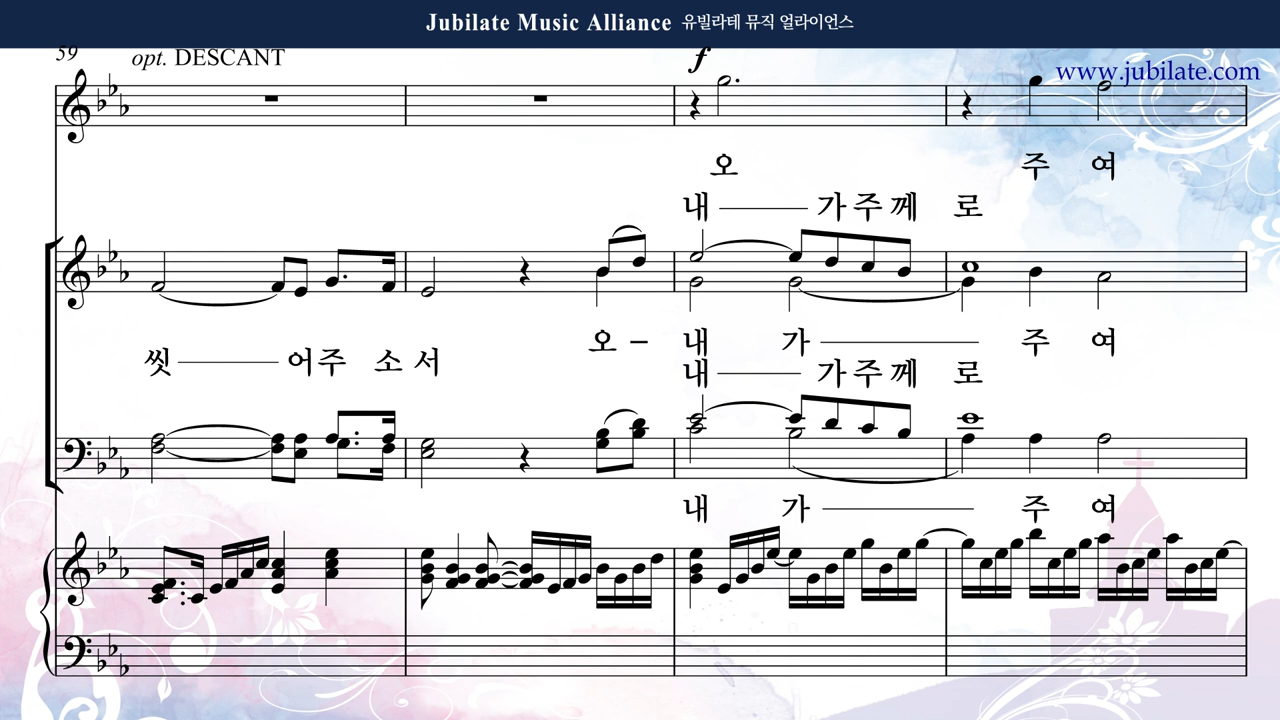 Jubilate Music Alliance 유빌라테 뮤직 얼라이언스
59 opt. DESCANT f www.jubilate.com
오 주 여
내 가 주 께 로
오 – 내 가 주 여
씻 어 주 소 서
내 가 주 께 로
내 가 주 여